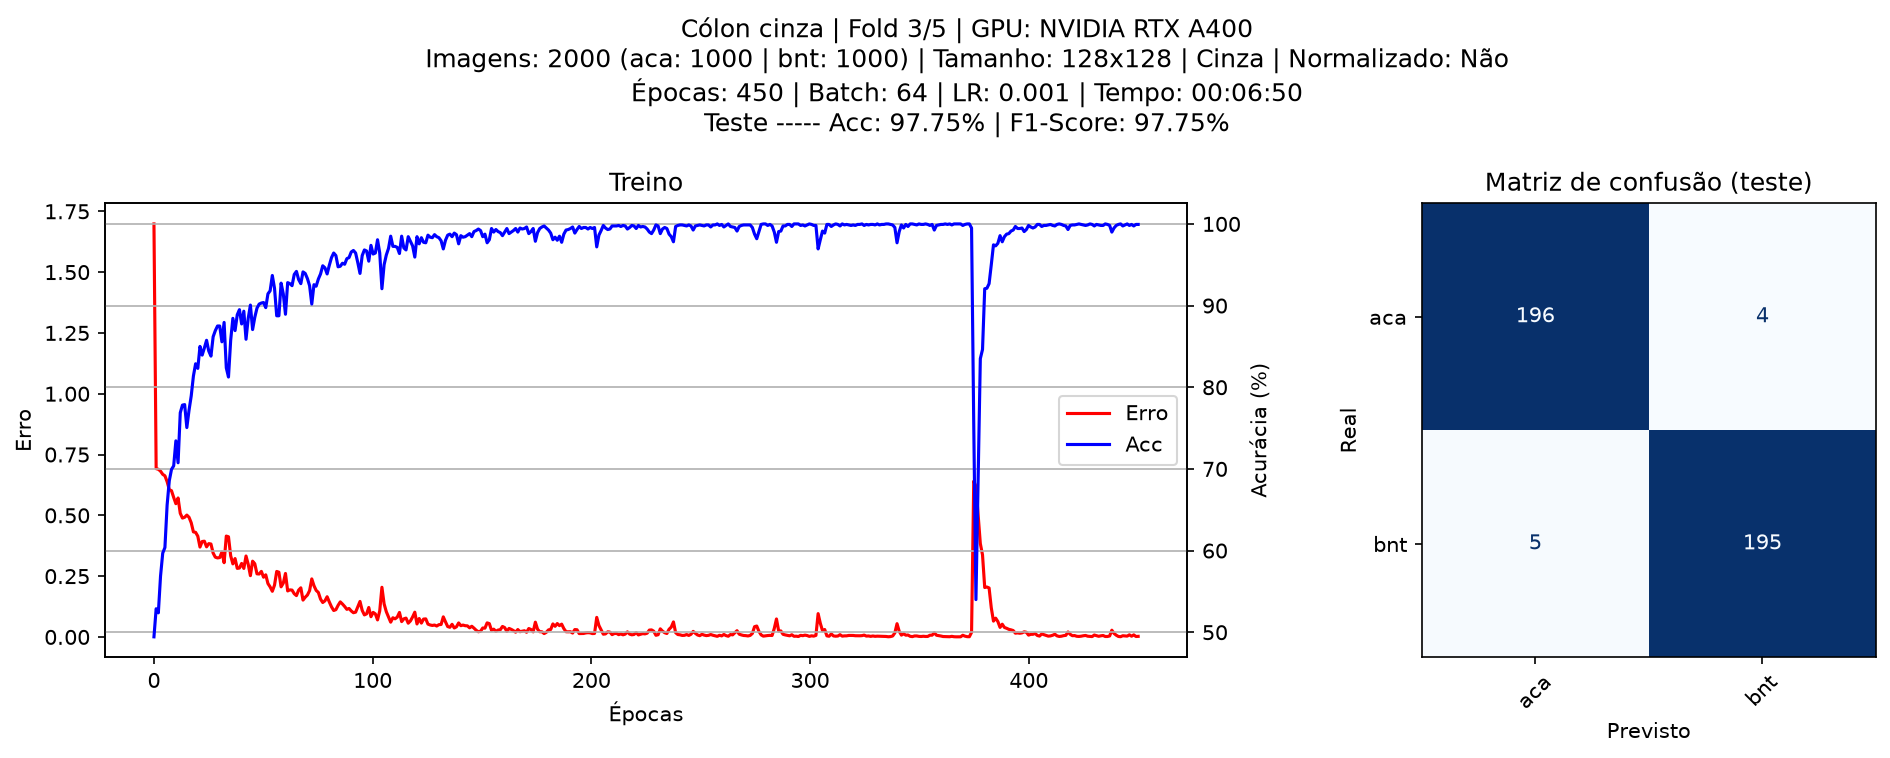 Cólon cinza | Fold 3/5 | GPU: NVIDIA RTX A400
Imagens: 2000 (aca: 1000 | bnt: 1000) | Tamanho: 128x128 | Cinza | Normalizado: Não
Épocas: 450 | Batch: 64 | LR: 0.001 | Tempo: 00:06:50
Teste ----- Acc: 97.75% | F1-Score: 97.75%
Treino
1.75
1.50
1.25
1.00
0.75
0.50
0.25
0.00
Erro
0
100
200
300
400
Épocas
100
90
80
70
60
50
Acurácia (%)
Erro
Acc
Matriz de confusão (teste)
aca
bnt
Real
196
4
5
195
aca
bnt
Previsto